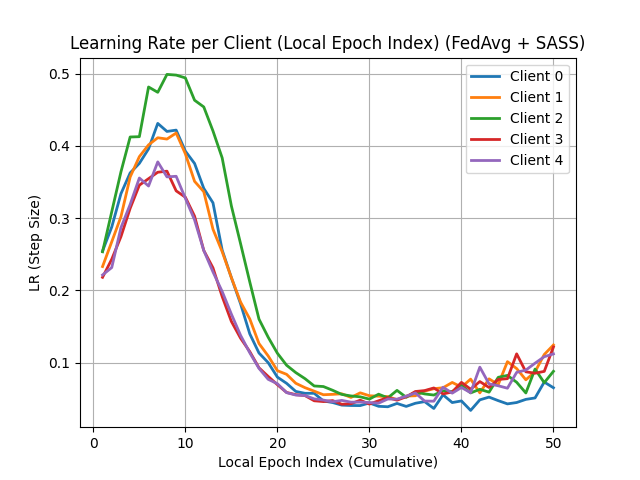 Learning Rate per Client (Local Epoch Index) (FedAvg + SASS)
LR (Step Size)
0.5
0.4
0.3
0.2
0.1
Client 0
Client 1
Client 2
Client 3
Client 4
0 10 20 30 40 50
Local Epoch Index (Cumulative)